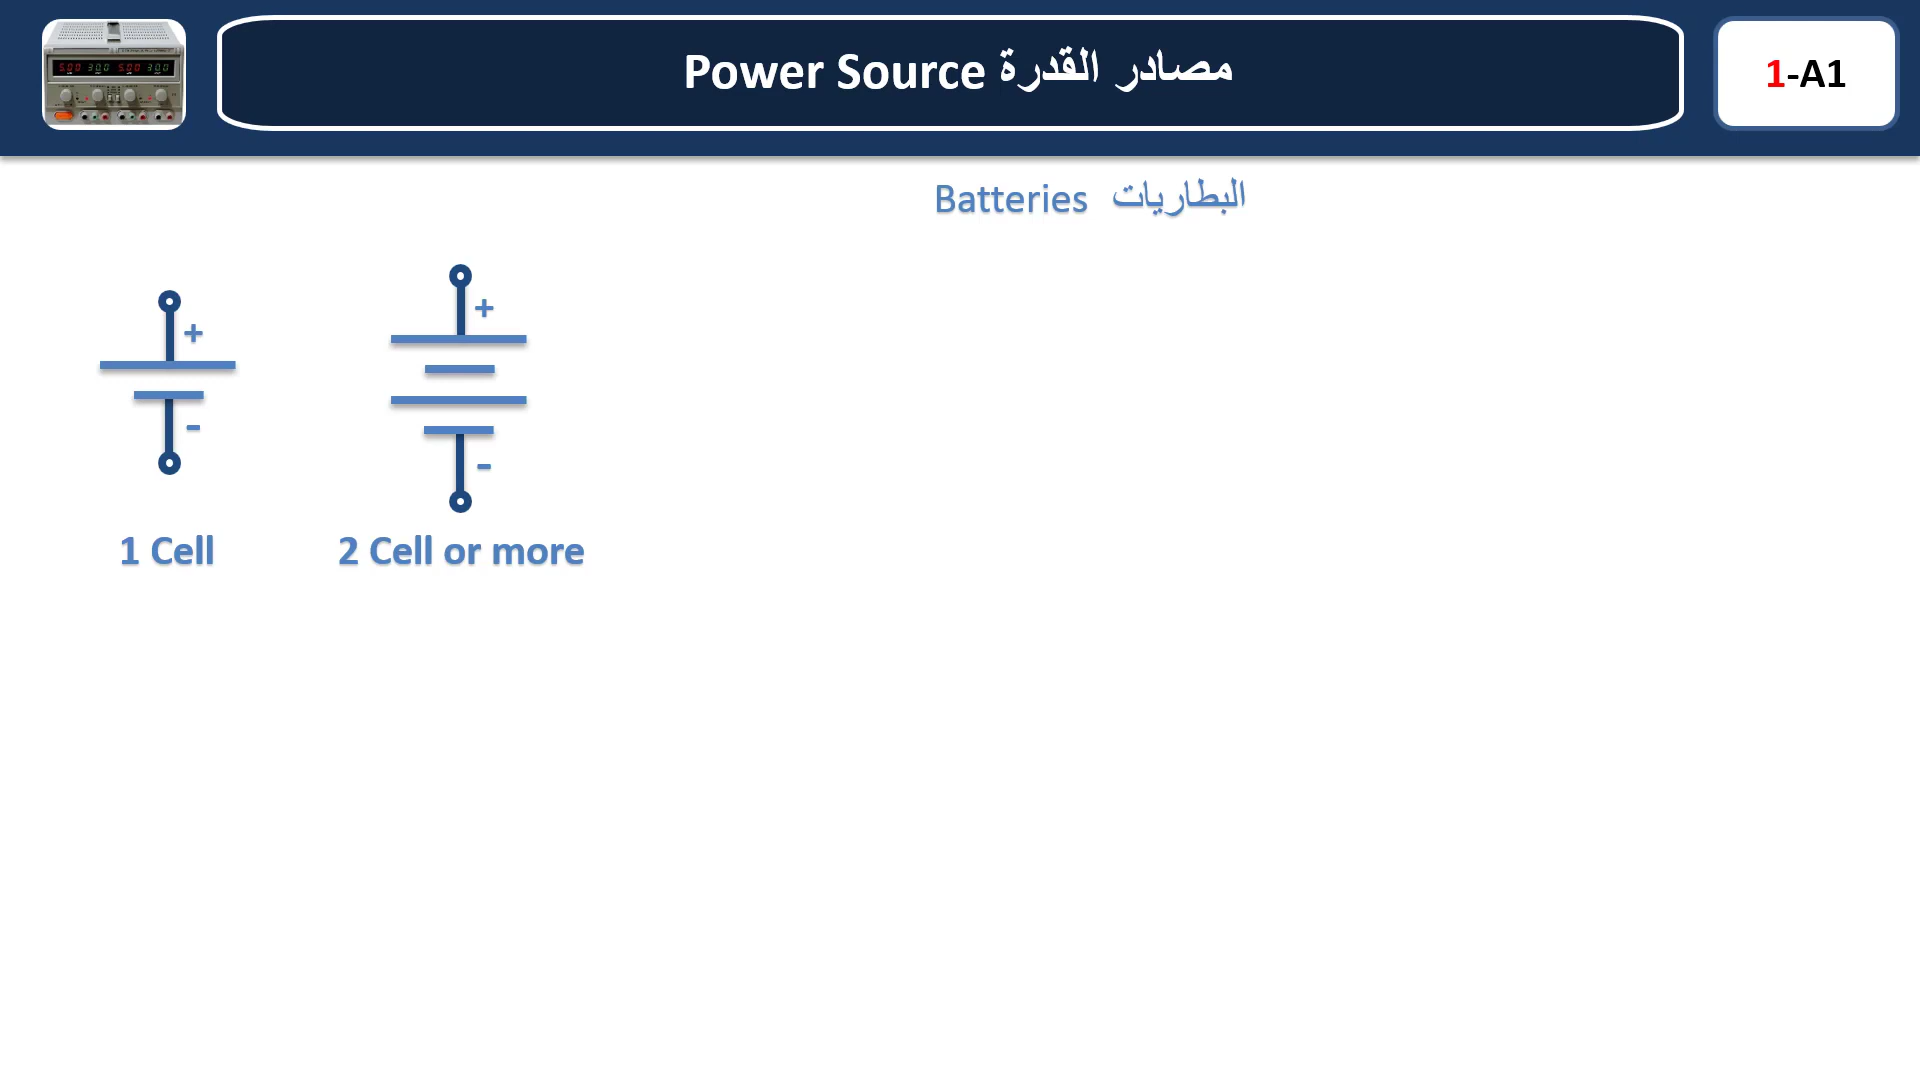 Power Source مصادر القدرة
1-A1
Batteries البطاريات
+
+
-
-
1 Cell
2 Cell or more